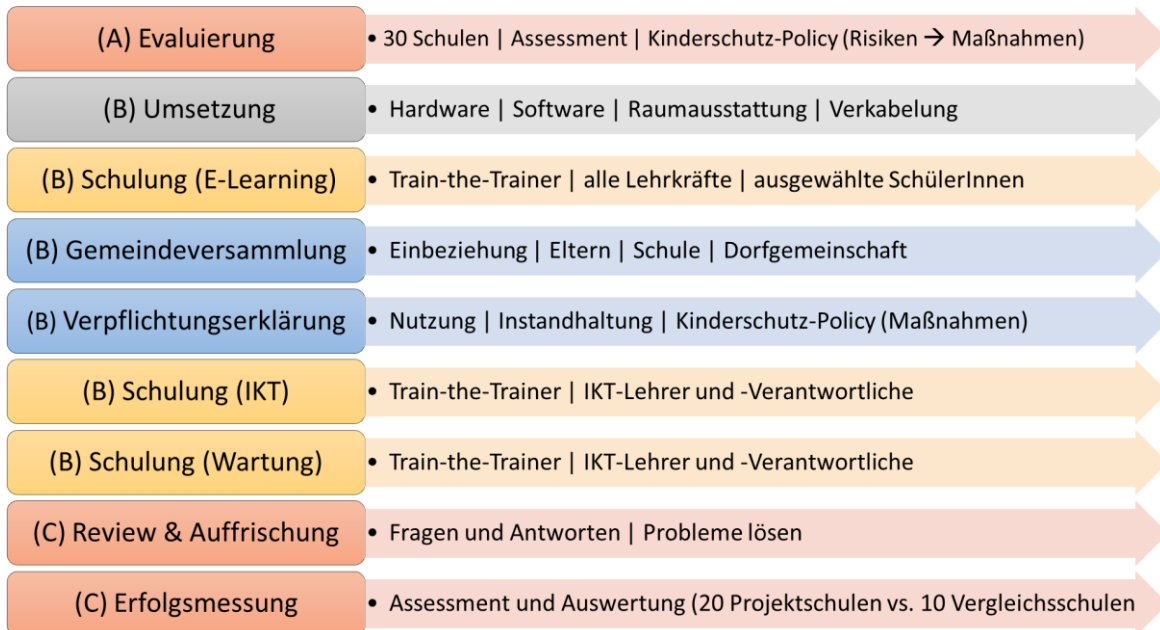 (A) Evaluierung • 30 Schulen | Assessment | Kinderschutz-Policy (Risiken → Maßnahmen)
(B) Umsetzung • Hardware | Software | Raumausstattung | Verkabelung
(B) Schulung (E-Learning) • Train-the-Trainer | alle Lehrkräfte | ausgewählte SchülerInnen
(B) Gemeindeversammlung • Einbeziehung | Eltern | Schule | Dorfgemeinschaft
(B) Verpflichtungserklärung • Nutzung | Instandhaltung | Kinderschutz-Policy (Maßnahmen)
(B) Schulung (IKT) • Train-the-Trainer | IKT-Lehrer und -Verantwortliche
(B) Schulung (Wartung) • Train-the-Trainer | IKT-Lehrer und -Verantwortliche
(C) Review & Auffrischung • Fragen und Antworten | Probleme lösen
(C) Erfolgsmessung • Assessment und Auswertung (20 Projektschulen vs. 10 Vergleichsschulen